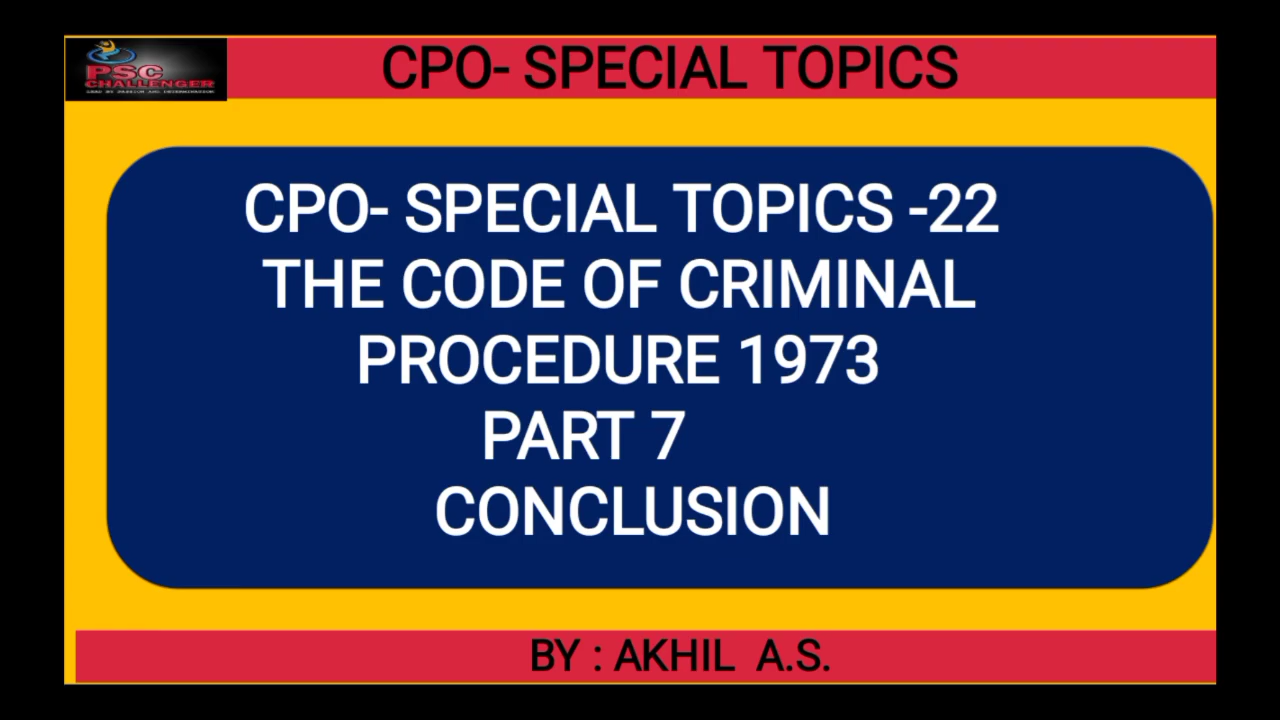 PSC
CHALLENGER
CPO- SPECIAL TOPICS
CPO- SPECIAL TOPICS -22
THE CODE OF CRIMINAL
PROCEDURE 1973
PART 7
CONCLUSION
BY : AKHIL A.S.